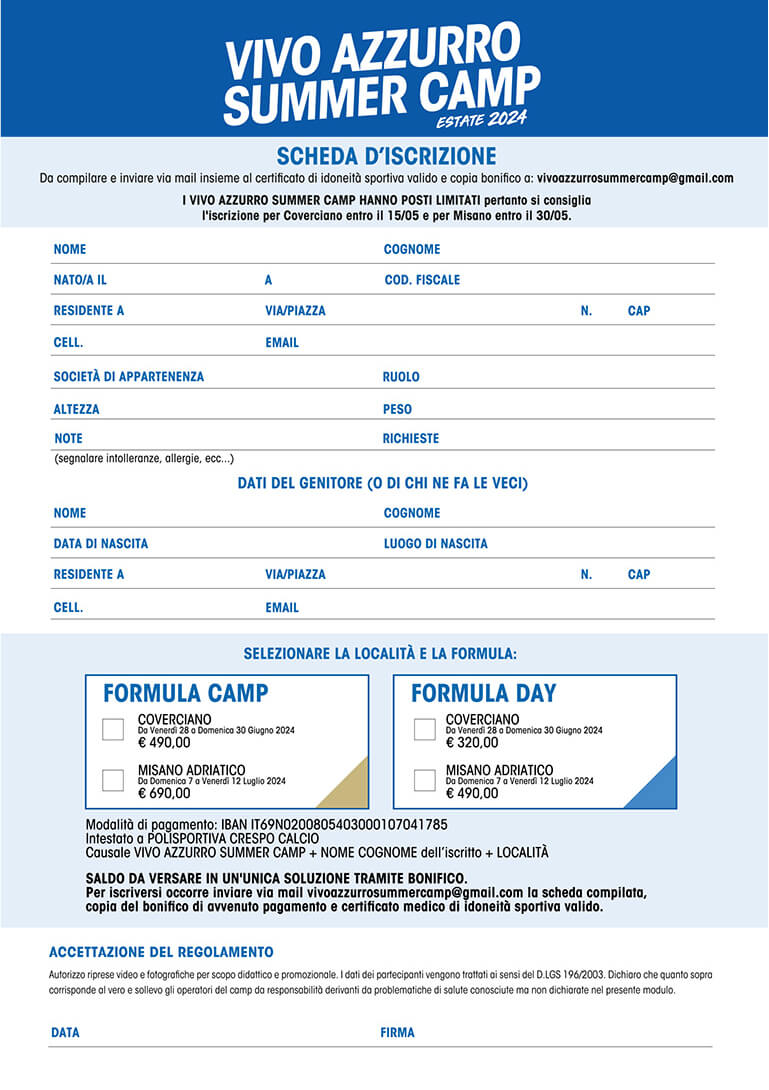 VIVO AZZURRO
SUMMER CAMP
ESTATE 2024
SCHEDA D'ISCRIZIONE
Da compilare e inviare via mail insieme al certificato di idoneità sportiva valido e copia bonifico a: vivoazzurrosummercamp@gmail.com
I VIVO AZZURRO SUMMER CAMP HANNO POSTI LIMITATI pertanto si consiglia
l'iscrizione per Coverciano entro il 15/05 e per Misano entro il 30/05.
NOME COGNOME
NATO/A IL A COD. FISCALE
RESIDENTE A VIA/PIAZZA N. CAP
CELL. EMAIL
SOCIETÀ DI APPARTENENZA RUOLO
ALTEZZA PESO
NOTE RICHIESTE
(segnalare intolleranze, allergie, ecc...)
DATI DEL GENITORE (O DI CHI NE FA LE VECI)
NOME COGNOME
DATA DI NASCITA LUOGO DI NASCITA
RESIDENTE A VIA/PIAZZA N. CAP
CELL. EMAIL
SELEZIONARE LA LOCALITÀ E LA FORMULA:
FORMULA CAMP
COVERCIANO
Da Venerdì 28 a Domenica 30 Giugno 2024
€ 490,00
MISANO ADRIATICO
Da Domenica 7 a Venerdì 12 Luglio 2024
€ 690,00
FORMULA DAY
COVERCIANO
Da Venerdì 28 a Domenica 30 Giugno 2024
€ 320,00
MISANO ADRIATICO
Da Domenica 7 a Venerdì 12 Luglio 2024
€ 490,00
Modalità di pagamento: IBAN IT69N0200805403000107041785
Intestato a POLISPORTIVA CRESPO CALCIO
Causale VIVO AZZURRO SUMMER CAMP + NOME COGNOME dell'iscritto + LOCALITÀ
SALDO DA VERSARE IN UN'UNICA SOLUZIONE TRAMITE BONIFICO.
Per iscriversi occorre inviare via mail vivoazzurrosummercamp@gmail.com la scheda compilata,
copia del bonifico di avvenuto pagamento e certificato medico di idoneità sportiva valido.
ACCETTAZIONE DEL REGOLAMENTO
Autorizzo riprese video e fotografiche per scopo didattico e promozionale. I dati dei partecipanti vengono trattati ai sensi del D.LGS 196/2003. Dichiaro che quanto sopra
corrisponde al vero e sollevo gli operatori del camp da responsabilità derivanti da problematiche di salute conosciute ma non dichiarate nel presente modulo.
DATA FIRMA